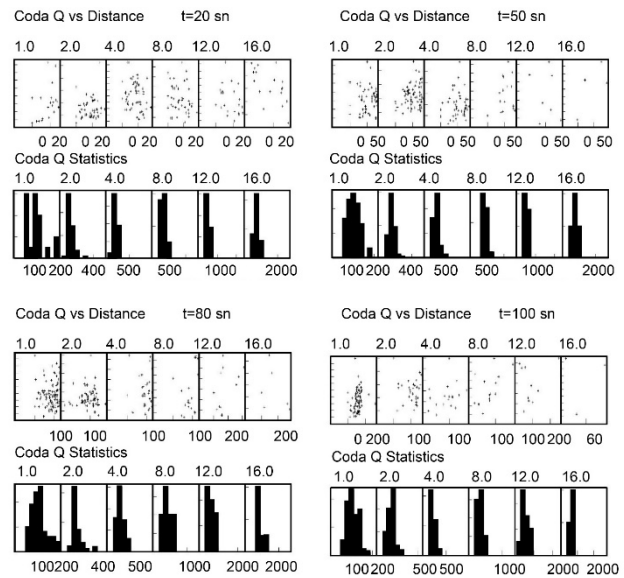 Coda Q vs Distance t=20 sn
1.0 2.0 4.0 8.0 12.0 16.0
0 20 0 20 0 20 0 20 0 20 0 20
Coda Q Statistics
1.0 2.0 4.0 8.0 12.0 16.0
100 200 400 500 500 1000 2000
Coda Q vs Distance t=50 sn
1.0 2.0 4.0 8.0 12.0 16.0
0 50 0 50 0 50 0 50 0 50 0 50
Coda Q Statistics
1.0 2.0 4.0 8.0 12.0 16.0
100 200 400 500 500 1000 2000
Coda Q vs Distance t=80 sn
1.0 2.0 4.0 8.0 12.0 16.0
100 100 100 100 200 200
Coda Q Statistics
1.0 2.0 4.0 8.0 12.0 16.0
100 200 400 500 1000 2000 2000
Coda Q vs Distance t=100 sn
1.0 2.0 4.0 8.0 12.0 16.0
0 200 100 100 100 200 60
Coda Q Statistics
1.0 2.0 4.0 8.0 12.0 16.0
100 200 400 500 500 1000 2000 2000